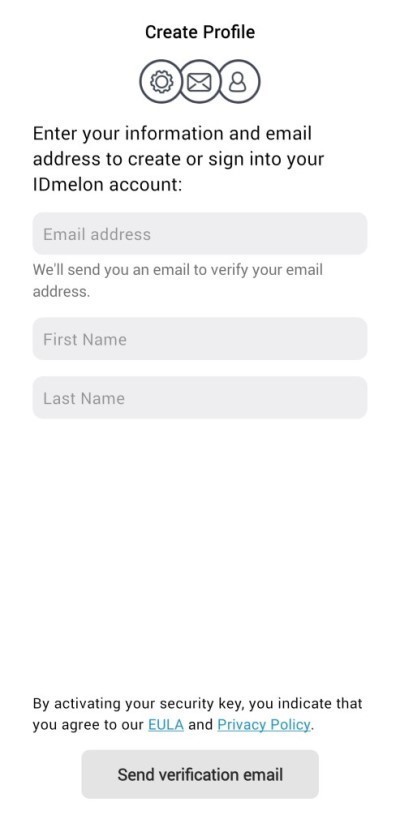 Create Profile
Enter your information and email
address to create or sign into your
IDmelon account:
Email address
We'll send you an email to verify your email
address.
First Name
Last Name
By activating your security key, you indicate that
you agree to our EULA and Privacy Policy.
Send verification email